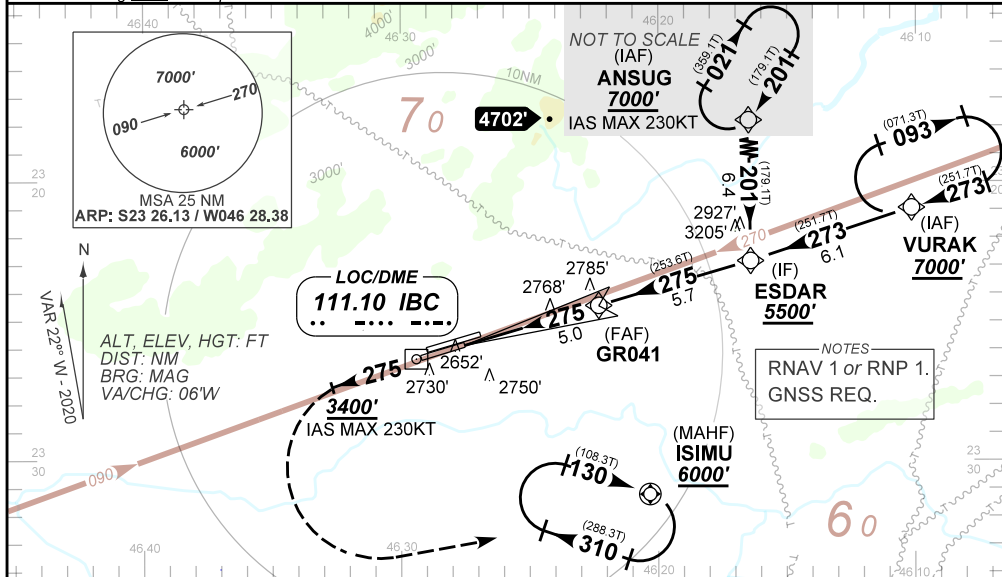 46.30
46.20
46.10
4000'
3000'
10NM
7000'
270
090
6000'
MSA 25 NM
ARP: S23 26.13 / W046 28.38
NOT TO SCALE
(IAF)
ANSUG
7000'
IAS MAX 230KT
(359.1T)
021
(179.1T)
201
70
4702'
3000'
(071.3T)
093
(251.7T)
273
23
20
23
20
201
(179.1T)
6.4
2927'
3205'
270
(251.7T)
273
6.1
(IAF)
VURAK
7000'
(IF)
ESDAR
5500'
N
VAR 22ºº W - 2020
LOC/DME
111.10 IBC
2768'
2785'
(253.6T)
275
5.7
275
5.0
(FAF)
GR041
ALT, ELEV, HGT: FT
DIST: NM
BRG: MAG
VA/CHG: 06'W
2652'
2730'
2750'
275
3400'
IAS MAX 230KT
NOTES
RNAV 1 or RNP 1.
GNSS REQ.
23
30
23
30
090
(MAHF)
ISIMU
6000'
(108.3T)
130
(288.3T)
310
60
46.40
46.30
46.20
46.10